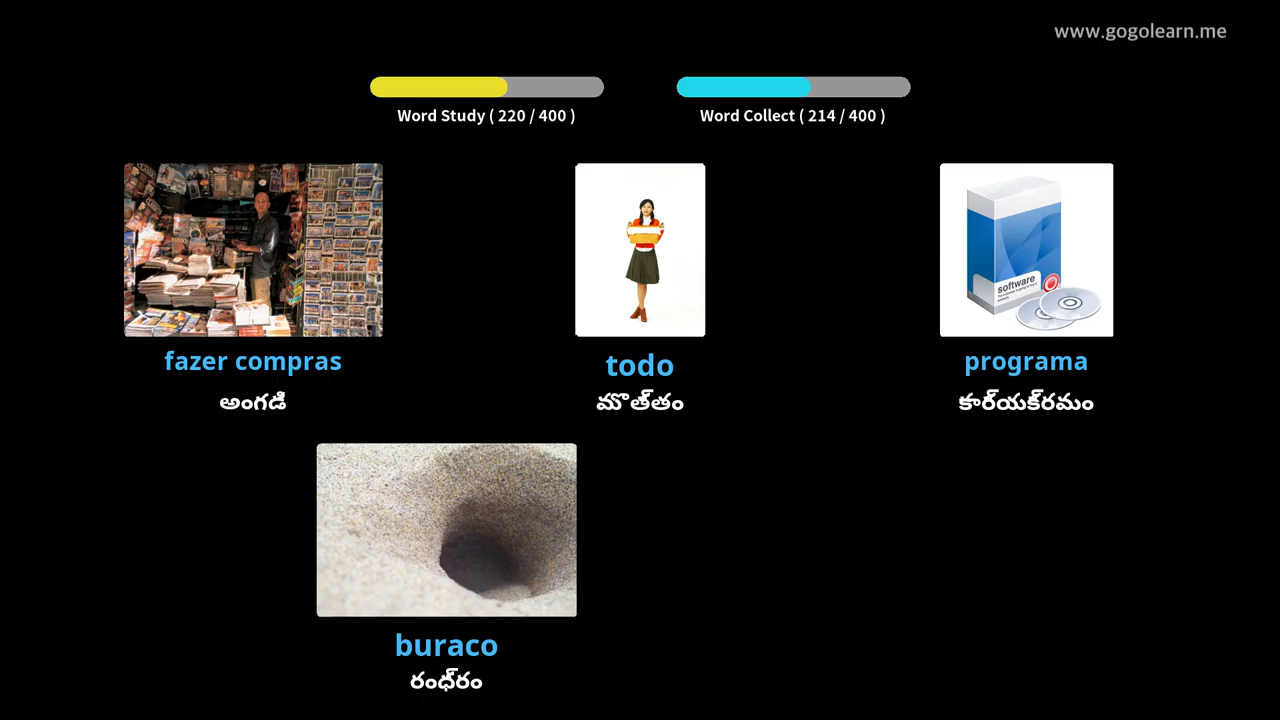 www.gogolearn.me
Word Study ( 220 / 400 )
Word Collect ( 214 / 400 )
software
fazer compras
todo
programa
అంగడి
మొత్తం
కార్యక్రమం
buraco
రంధ్రం